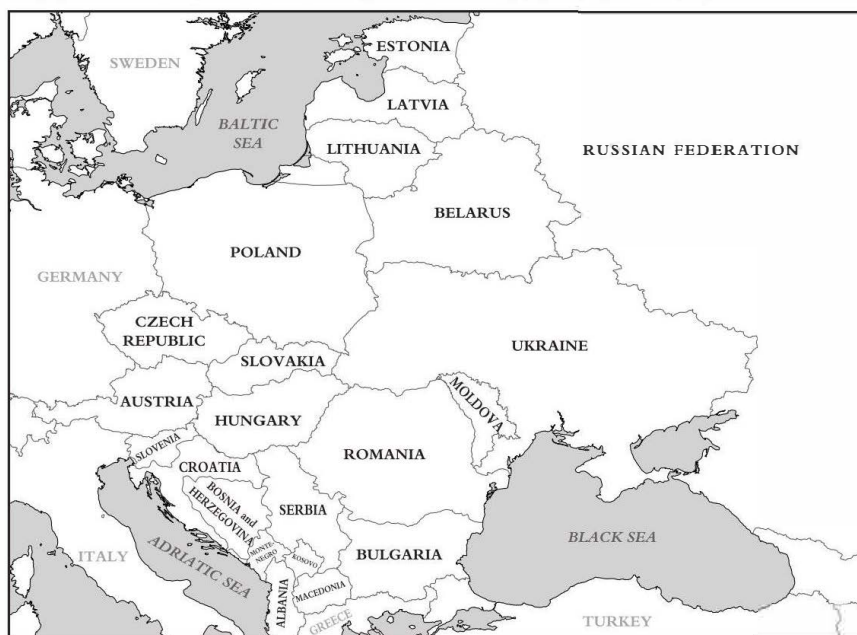 ESTONIA
SWEDEN
LATVIA
BALTIC
SEA
LITHUANIA
RUSSIAN FEDERATION
BELARUS
POLAND
GERMANY
CZECH
REPUBLIC
UKRAINE
SLOVAKIA
MOLDOVA
AUSTRIA
HUNGARY
SLOVENIA
ROMANIA
CROATIA
BOSNIA and
HERZEGOVINA
SERBIA
BLACK SEA
ADRIATIC SEA
ITALY
MONTE-
NEGRO
KOSOVO
BULGARIA
ALBANIA
MACEDONIA
GREECE
TURKEY